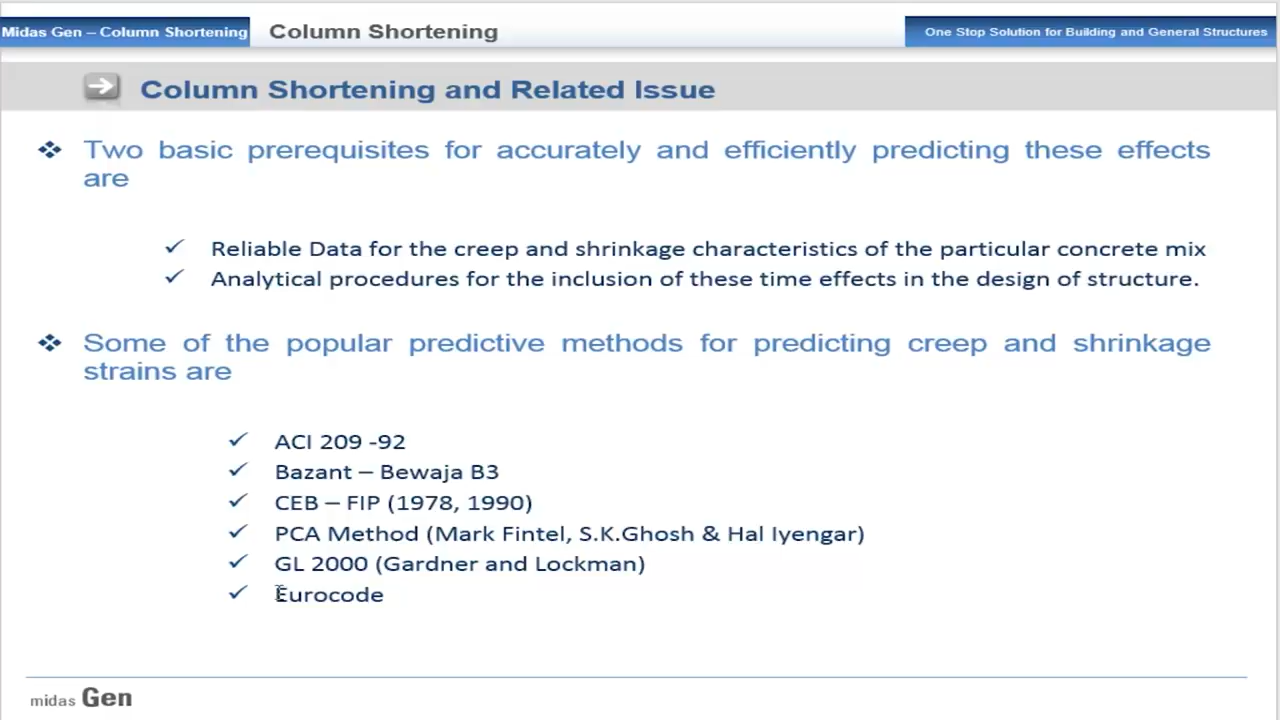 Midas Gen – Column Shortening
Column Shortening
One Stop Solution for Building and General Structures
Column Shortening and Related Issue
Two basic prerequisites for accurately and efficiently predicting these effects
are
Reliable Data for the creep and shrinkage characteristics of the particular concrete mix
Analytical procedures for the inclusion of these time effects in the design of structure.
Some of the popular predictive methods for predicting creep and shrinkage
strains are
ACI 209 -92
Bazant – Bewaja B3
CEB – FIP (1978, 1990)
PCA Method (Mark Fintel, S.K.Ghosh & Hal Iyengar)
GL 2000 (Gardner and Lockman)
Eurocode
midas Gen